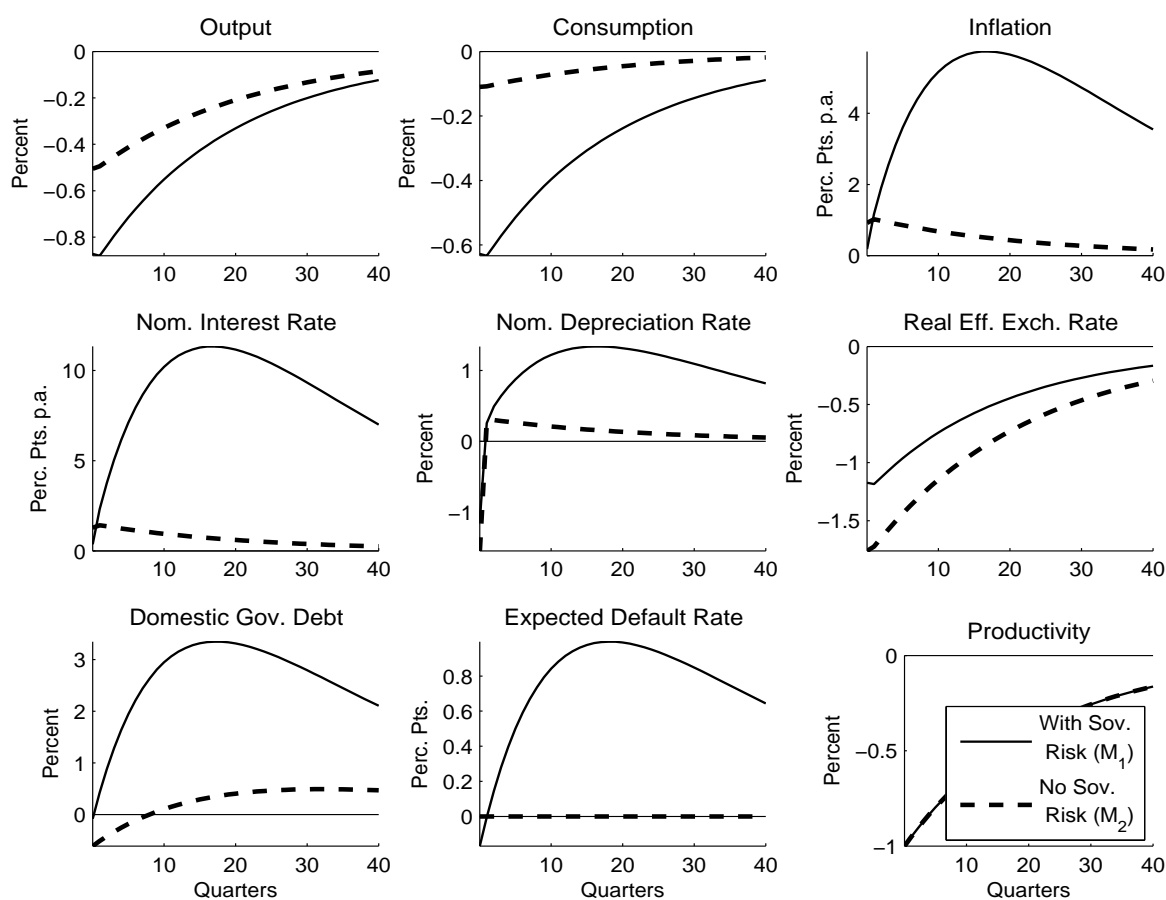 Output
Consumption
Inflation
Percent
0
−0.2
−0.4
−0.6
−0.8
10 20 30 40
Percent
0
−0.2
−0.4
−0.6
10 20 30 40
Perc. Pts. p.a.
4
2
0
10 20 30 40
Nom. Interest Rate
Nom. Depreciation Rate
Real Eff. Exch. Rate
Perc. Pts. p.a.
10
5
0
10 20 30 40
Percent
1
0
−1
10 20 30 40
Percent
0
−0.5
−1
−1.5
10 20 30 40
Domestic Gov. Debt
Expected Default Rate
Productivity
Percent
3
2
1
0
10 20 30 40
Quarters
Perc. Pts.
0.8
0.6
0.4
0.2
0
10 20 30 40
Quarters
Percent
0
−0.5
−1
10 20 30 40
Quarters
With Sov.
Risk (M1)
No Sov.
Risk (M2)